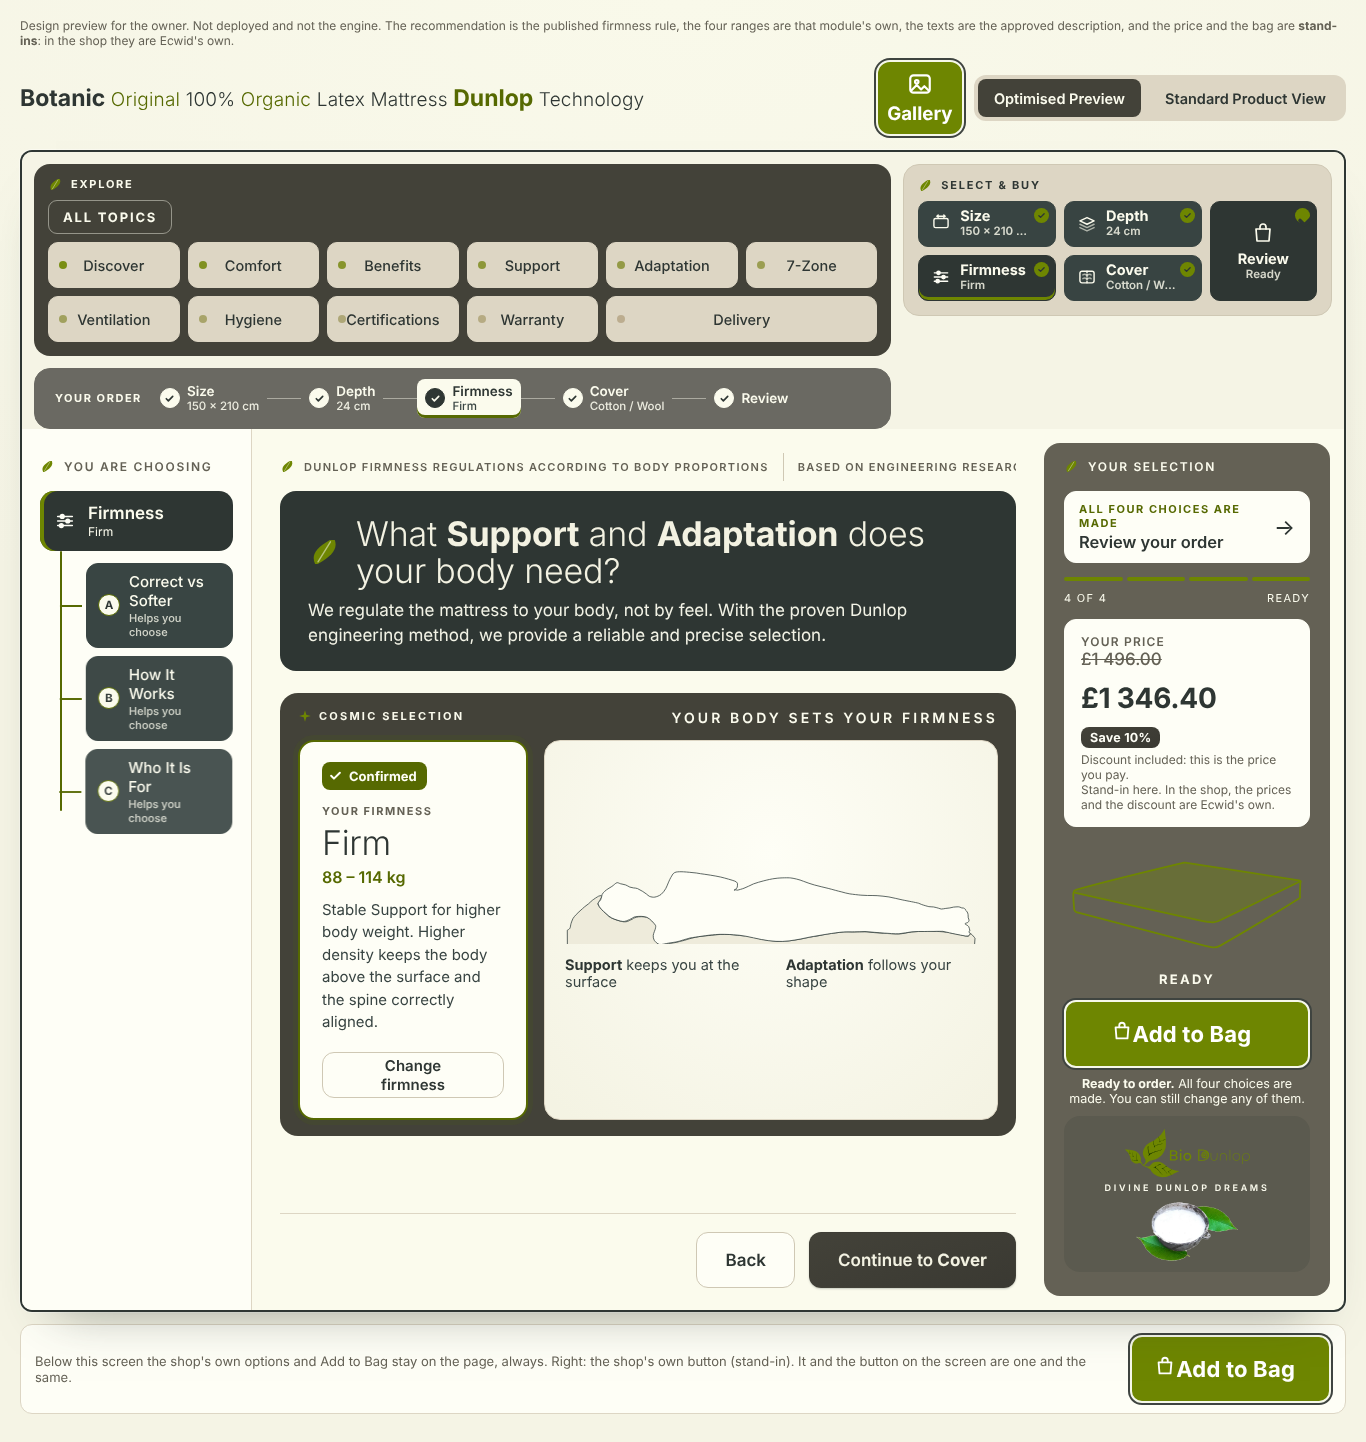 Design preview for the owner. Not deployed and not the engine. The recommendation is the published firmness rule, the four ranges are that module's own, the texts are the approved description, and the price and the bag are stand-
ins: in the shop they are Ecwid's own.
Botanic Original 100% Organic Latex Mattress Dunlop Technology
Gallery
Optimised Preview
Standard Product View
EXPLORE
ALL TOPICS
Discover
Comfort
Benefits
Support
Adaptation
7-Zone
Ventilation
Hygiene
Certifications
Warranty
Delivery
SELECT & BUY
Size
150 × 210 ...
Depth
24 cm
Firmness
Firm
Cover
Cotton / W...
Review
Ready
YOUR ORDER
Size
150 × 210 cm
Depth
24 cm
Firmness
Firm
Cover
Cotton / Wool
Review
YOU ARE CHOOSING
Firmness
Firm
A
Correct vs
Softer
Helps you
choose
B
How It
Works
Helps you
choose
C
Who It Is
For
Helps you
choose
DUNLOP FIRMNESS REGULATIONS ACCORDING TO BODY PROPORTIONS
BASED ON ENGINEERING RESEARC
What Support and Adaptation does
your body need?
We regulate the mattress to your body, not by feel. With the proven Dunlop
engineering method, we provide a reliable and precise selection.
COSMIC SELECTION
YOUR BODY SETS YOUR FIRMNESS
Confirmed
YOUR FIRMNESS
Firm
88 – 114 kg
Stable Support for higher
body weight. Higher
density keeps the body
above the surface and
the spine correctly
aligned.
Change
firmness
Support keeps you at the
surface
Adaptation follows your
shape
Back
Continue to Cover
YOUR SELECTION
ALL FOUR CHOICES ARE
MADE
Review your order
4 OF 4
READY
YOUR PRICE
£1 496.00
£1 346.40
Save 10%
Discount included: this is the price
you pay.
Stand-in here. In the shop, the prices
and the discount are Ecwid's own.
READY
Add to Bag
Ready to order. All four choices are
made. You can still change any of them.
Bio Dunlop
DIVINE DUNLOP DREAMS
Below this screen the shop's own options and Add to Bag stay on the page, always. Right: the shop's own button (stand-in). It and the button on the screen are one and the
same.
Add to Bag